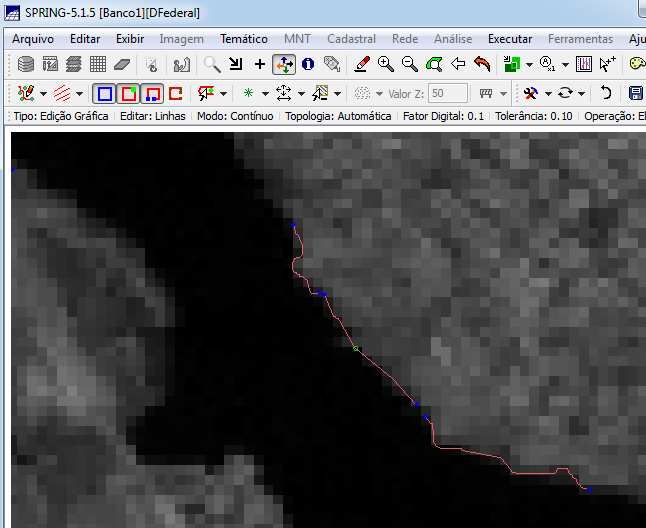 SPRING-5.1.5 [Banco1][DFederal]
Arquivo Editar Exibir Imagem Temático MNT Cadastral Rede Análise Executar Ferramentas Aju
Valor Z: 50
Tipo: Edição Gráfica Editar: Linhas Modo: Contínuo Topologia: Automática Fator Digital: 0.1 Tolerância: 0.10 Operação: El